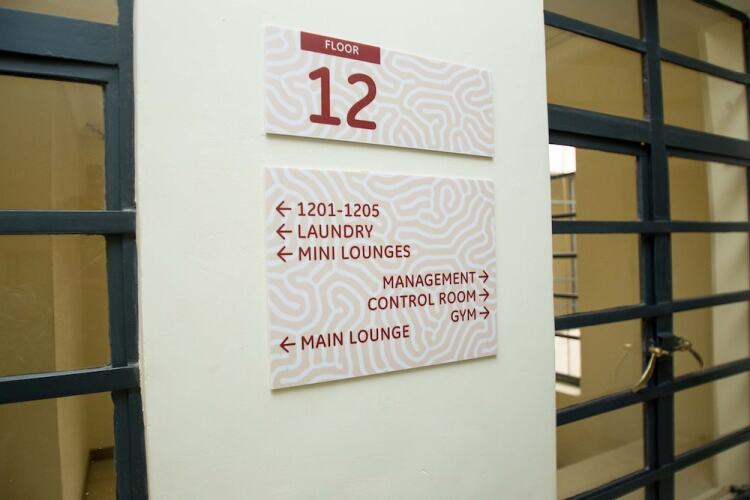 FLOOR
12
← 1201-1205
← LAUNDRY
← MINI LOUNGES
MANAGEMENT →
CONTROL ROOM →
GYM →
← MAIN LOUNGE